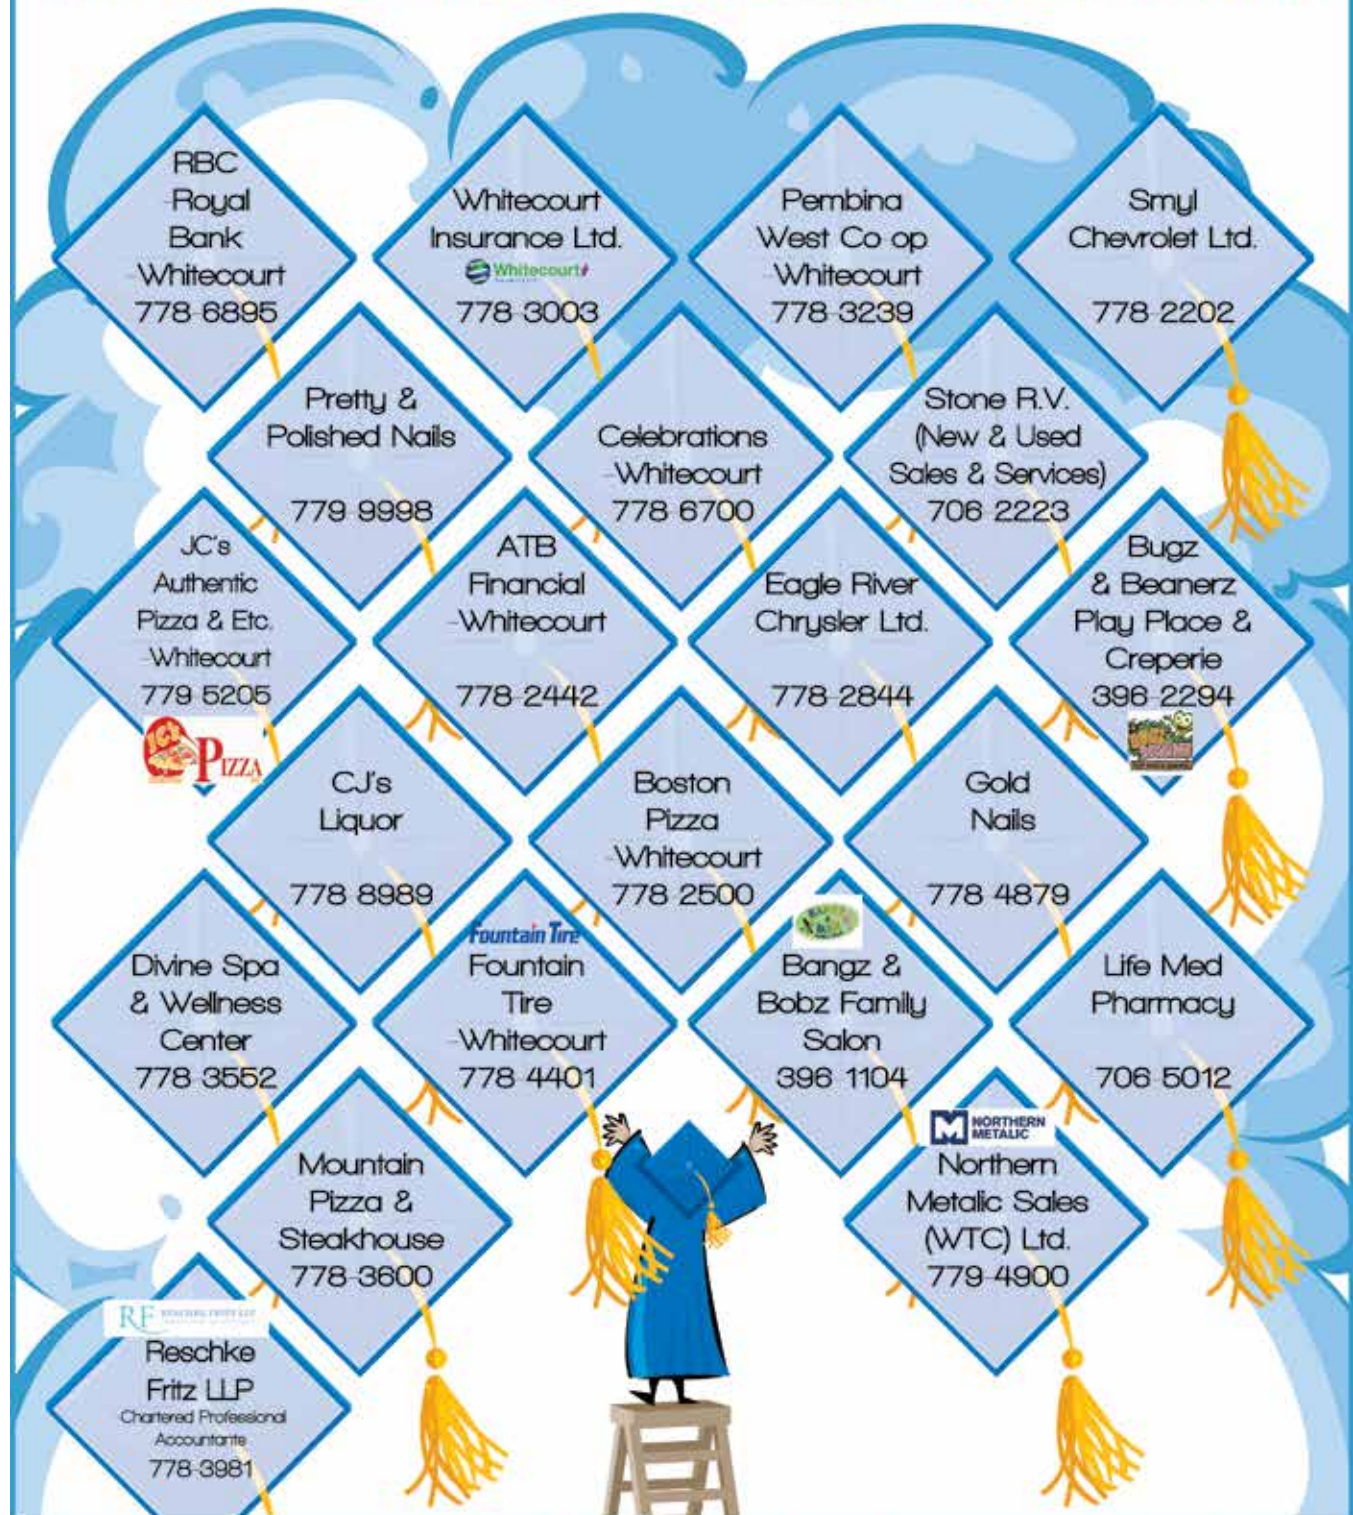 RBC
-Royal
Bank
-Whitecourt
778-6895
Whitecourt
Insurance Ltd.
Whitecourt
778-3003
Pembina
West Co op
-Whitecourt
778-3239
Smyl
Chevrolet Ltd.
778-2202
Pretty &
Polished Nails
779-9998
Celebrations
-Whitecourt
778-6700
Stone R.V.
(New & Used
Sales & Services)
706-2223
JC's
Authentic
Pizza & Etc.
-Whitecourt
779-5205
JC's
PIZZA
ATB
Financial
-Whitecourt
778-2442
Eagle River
Chrysler Ltd.
778-2844
Bugz
& Beanerz
Play Place &
Creperie
396-2294
CJ's
Liquor
778-8989
Boston
Pizza
-Whitecourt
778-2500
Gold
Nails
778-4879
Divine Spa
& Wellness
Center
778-3552
Fountain Tire
Fountain
Tire
-Whitecourt
778-4401
Bangz &
Bobz Family
Salon
396-1104
Life Med
Pharmacy
706-5012
Mountain
Pizza &
Steakhouse
778-3600
NORTHERN
METALIC
Northern
Metalic Sales
(WTC) Ltd.
779-4900
RF RESCHKE FRITZ LLP
Reschke
Fritz LLP
-Chartered Professional
Accountants
778-3981